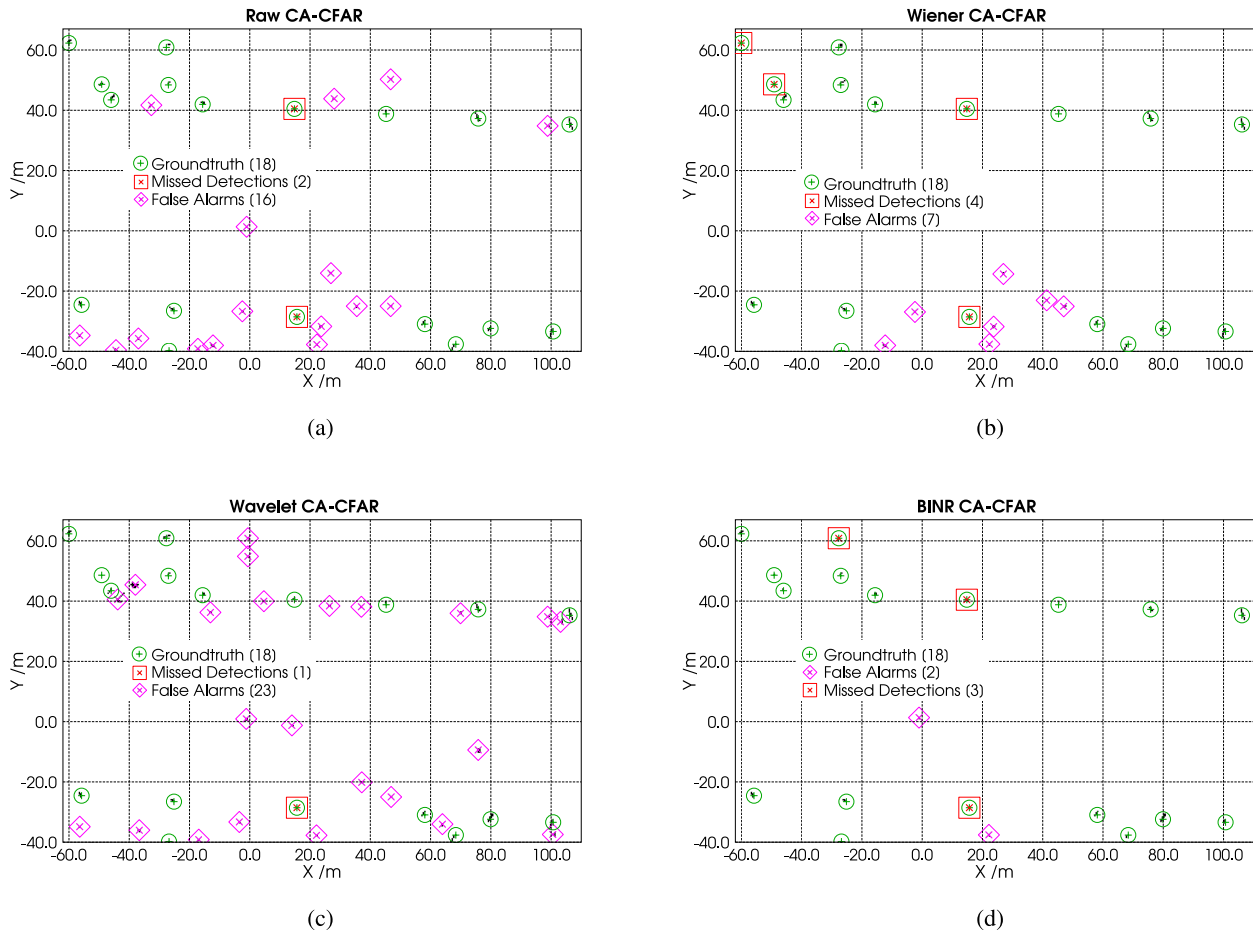 Raw CA-CFAR
60.0
40.0
20.0
0.0
-20.0
-40.0
Y /m
Groundtruth (18)
Missed Detections (2)
False Alarms (16)
-60.0 -40.0 -20.0 0.0 20.0 40.0 60.0 80.0 100.0
X /m
(a)
Wiener CA-CFAR
60.0
40.0
20.0
0.0
-20.0
-40.0
Y /m
Groundtruth (18)
Missed Detections (4)
False Alarms (7)
-60.0 -40.0 -20.0 0.0 20.0 40.0 60.0 80.0 100.0
X /m
(b)
Wavelet CA-CFAR
60.0
40.0
20.0
0.0
-20.0
-40.0
Y /m
Groundtruth (18)
Missed Detections (1)
False Alarms (23)
-60.0 -40.0 -20.0 0.0 20.0 40.0 60.0 80.0 100.0
X /m
(c)
BINR CA-CFAR
60.0
40.0
20.0
0.0
-20.0
-40.0
Y /m
Groundtruth (18)
False Alarms (2)
Missed Detections (3)
-60.0 -40.0 -20.0 0.0 20.0 40.0 60.0 80.0 100.0
X /m
(d)